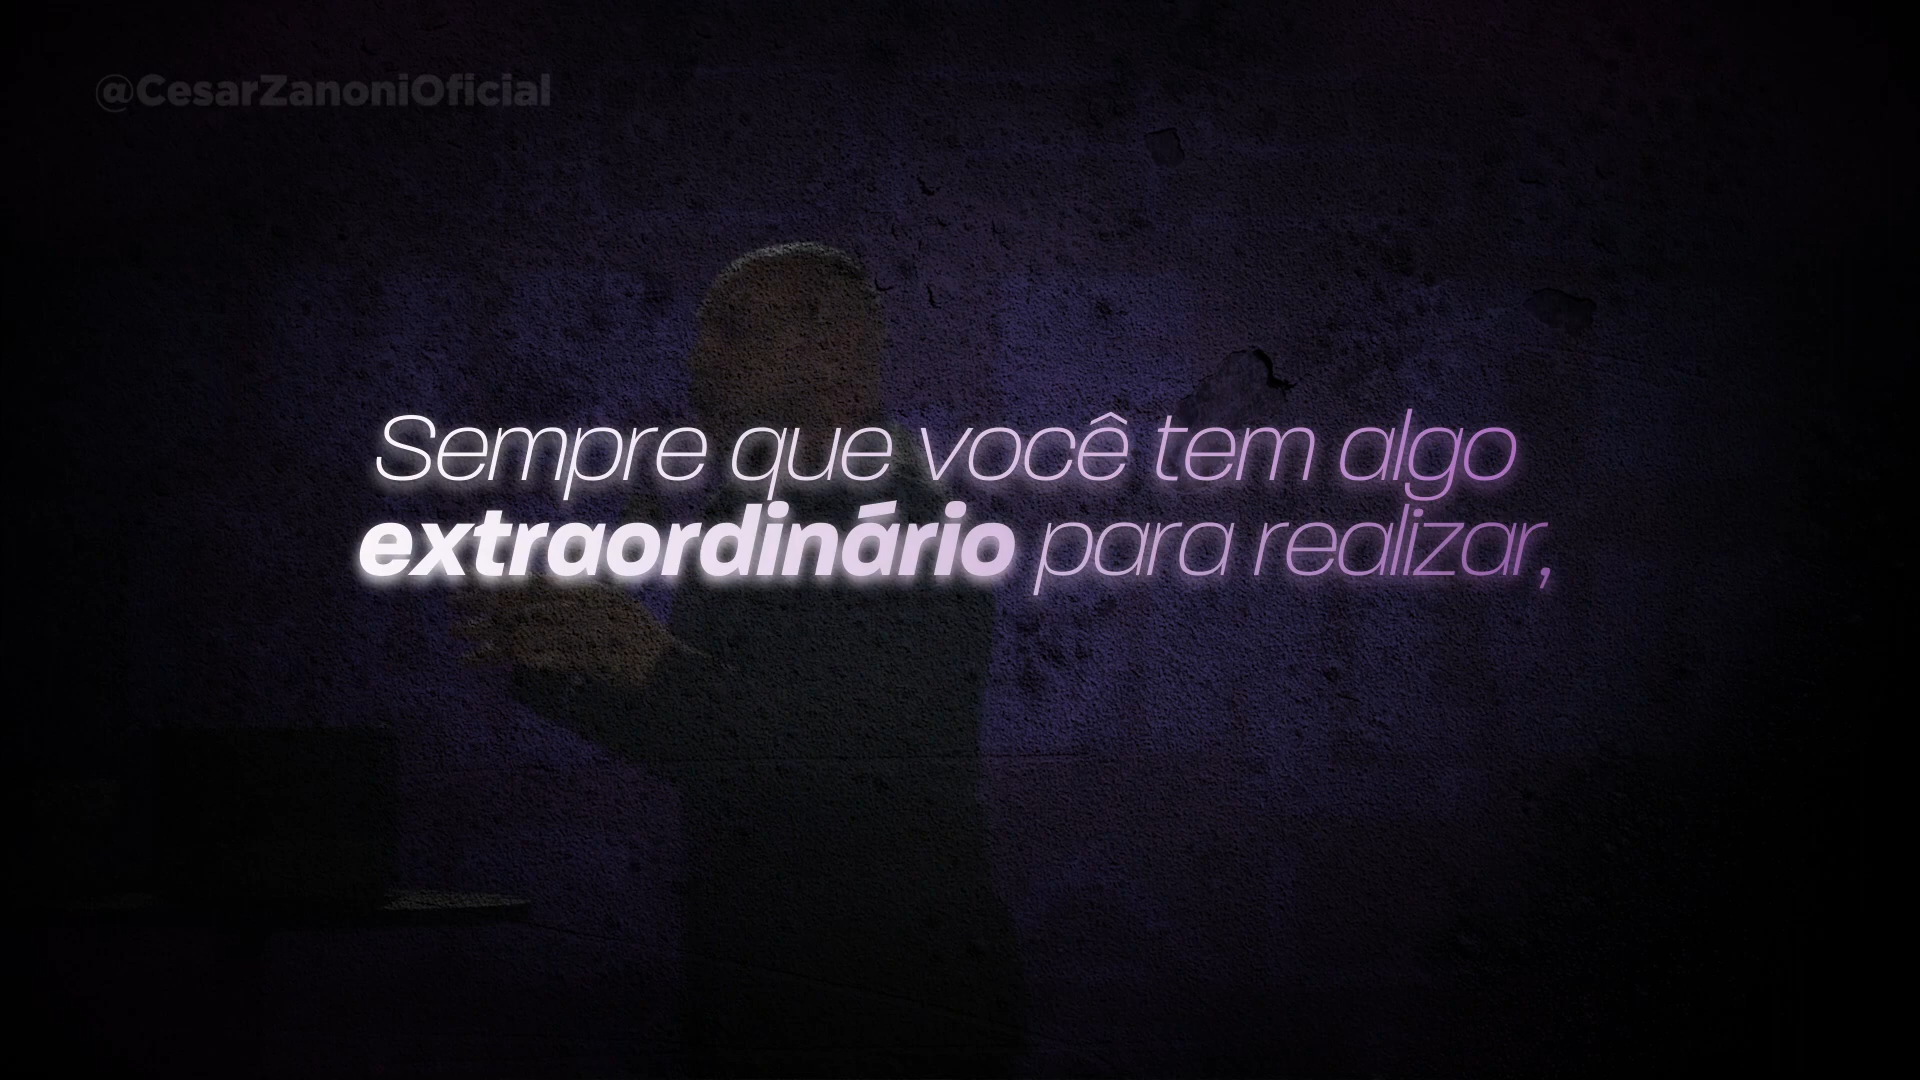 @CesarZanoniOficial
Sempre que você tem algo
extraordinário para realizar,